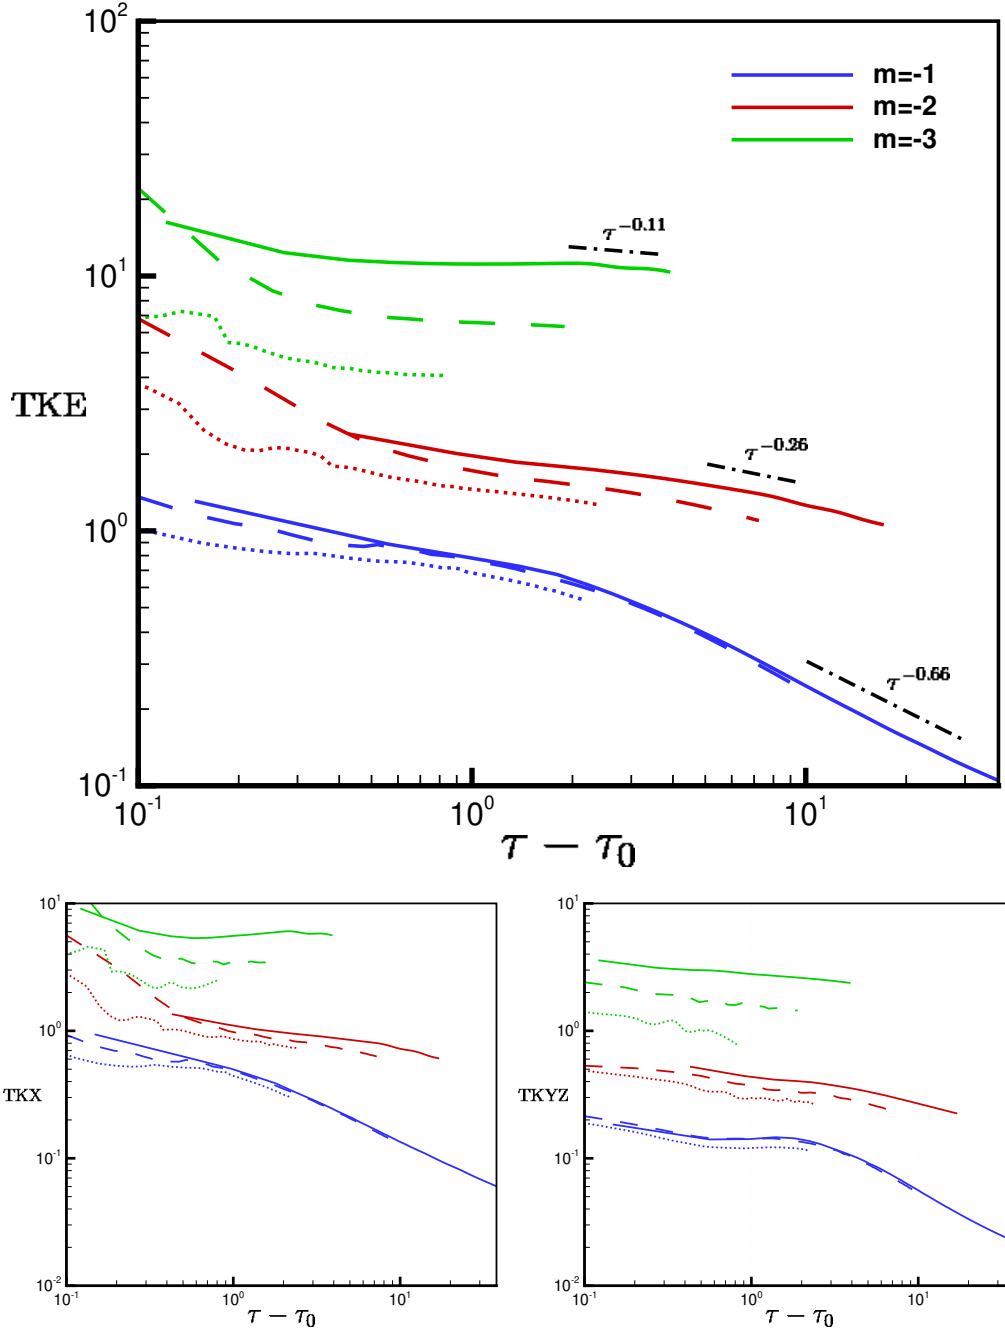 10²
m=-1
m=-2
m=-3
τ^−0.11
10¹
TKE
τ^−0.26
10⁰
τ^−0.66
10⁻¹
10⁻¹ 10⁰ 10¹
τ − τ₀
10¹ 10¹
10⁰ 10⁰
TKX TKYZ
10⁻¹ 10⁻¹
10⁻² 10⁻²
10⁻¹ 10⁰ 10¹ 10⁻¹ 10⁰ 10¹
τ − τ₀ τ − τ₀